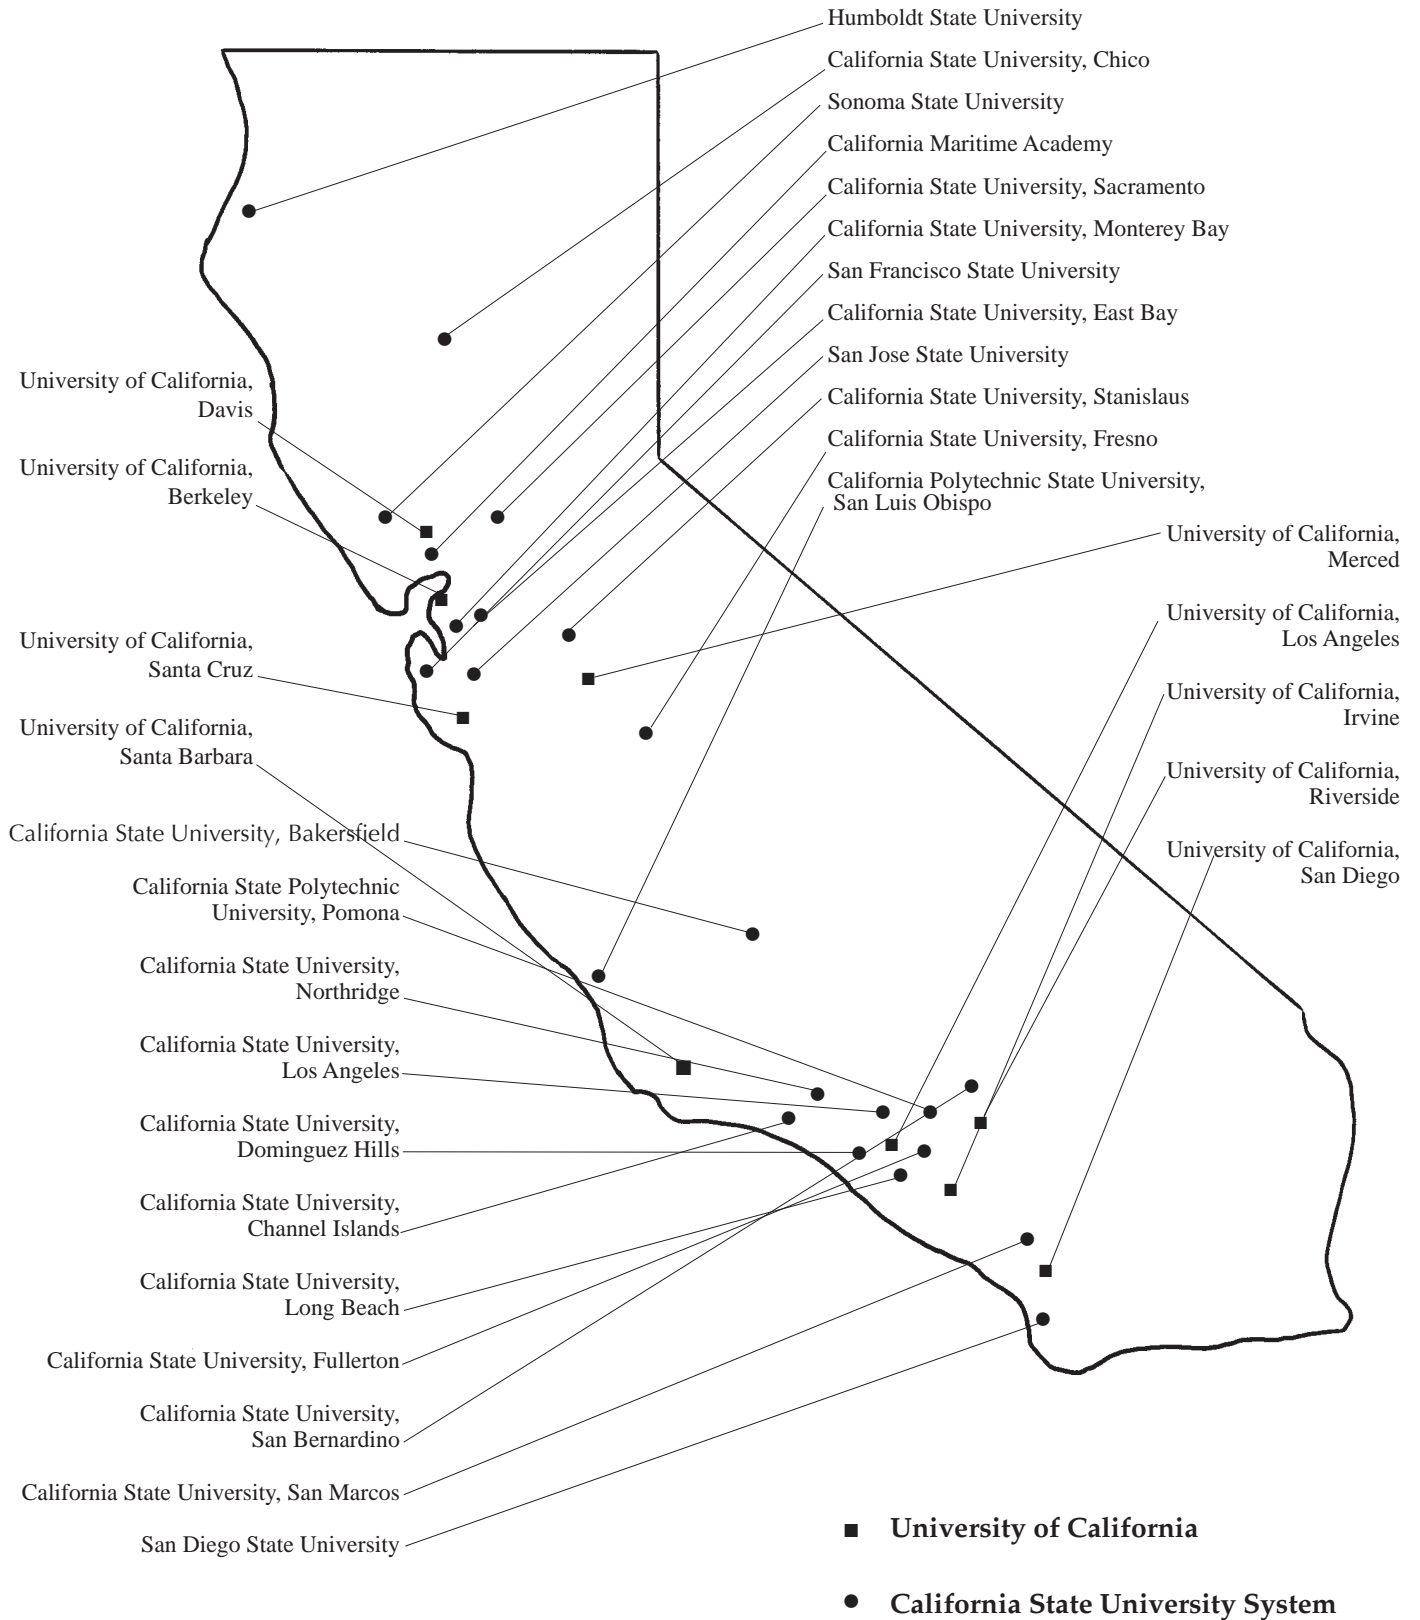 Humboldt State University
California State University, Chico
Sonoma State University
California Maritime Academy
California State University, Sacramento
California State University, Monterey Bay
San Francisco State University
California State University, East Bay
San Jose State University
California State University, Stanislaus
California State University, Fresno
California Polytechnic State University,
San Luis Obispo
University of California,
Davis
University of California,
Berkeley
University of California,
Santa Cruz
University of California,
Santa Barbara
California State University, Bakersfield
California State Polytechnic
University, Pomona
California State University,
Northridge
California State University,
Los Angeles
California State University,
Dominguez Hills
California State University,
Channel Islands
California State University,
Long Beach
California State University, Fullerton
California State University,
San Bernardino
California State University, San Marcos
San Diego State University
University of California,
Merced
University of California,
Los Angeles
University of California,
Irvine
University of California,
Riverside
University of California,
San Diego
University of California
California State University System